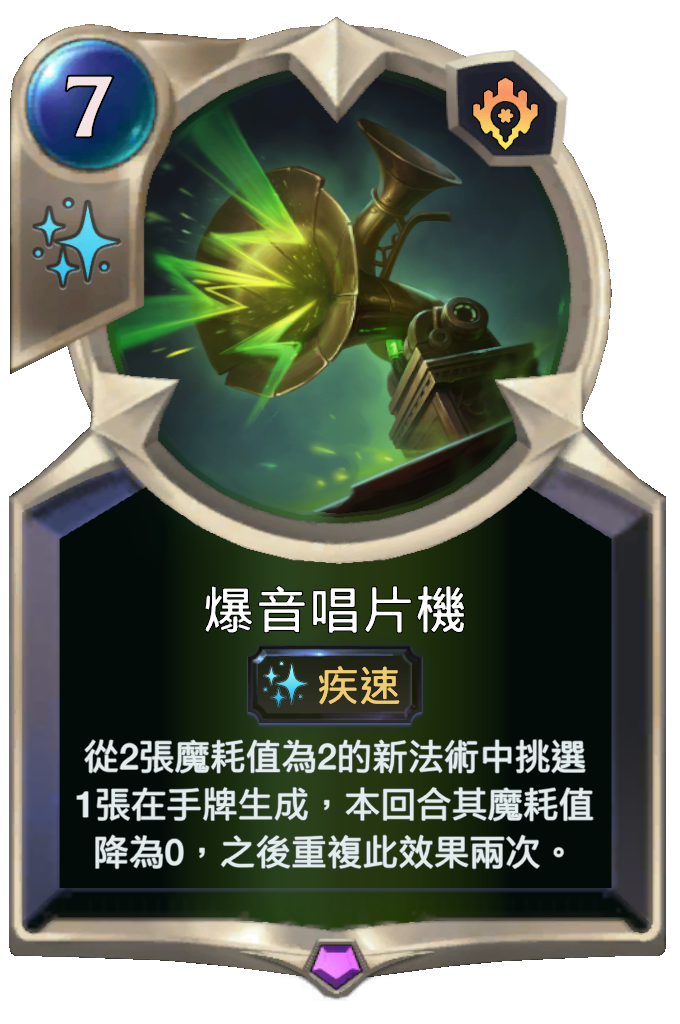 7
爆音唱片機
疾速
從2張魔耗值為2的新法術中挑選
1張在手牌生成，本回合其魔耗值
降為0，之後重複此效果兩次。